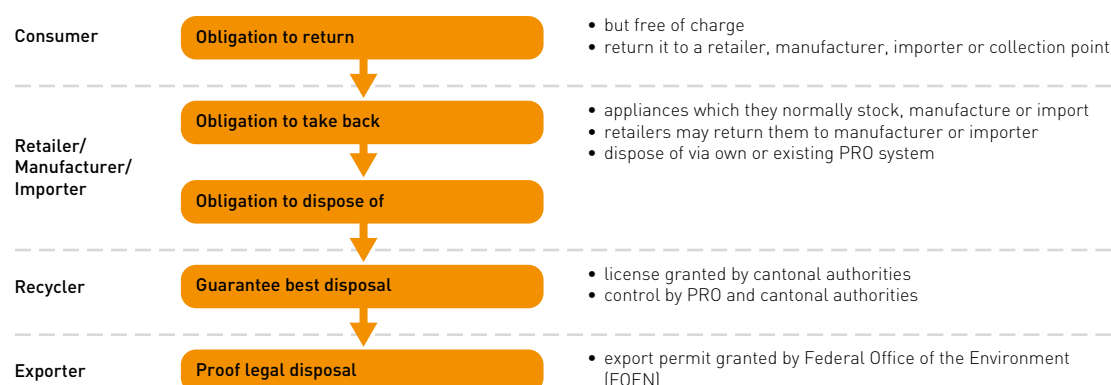 Consumer
Obligation to return
• but free of charge
• return it to a retailer, manufacturer, importer or collection point
Retailer/
Manufacturer/
Importer
Obligation to take back
• appliances which they normally stock, manufacture or import
• retailers may return them to manufacturer or importer
• dispose of via own or existing PRO system
Obligation to dispose of
Recycler
Guarantee best disposal
• license granted by cantonal authorities
• control by PRO and cantonal authorities
Exporter
Proof legal disposal
• export permit granted by Federal Office of the Environment
(FOEN)